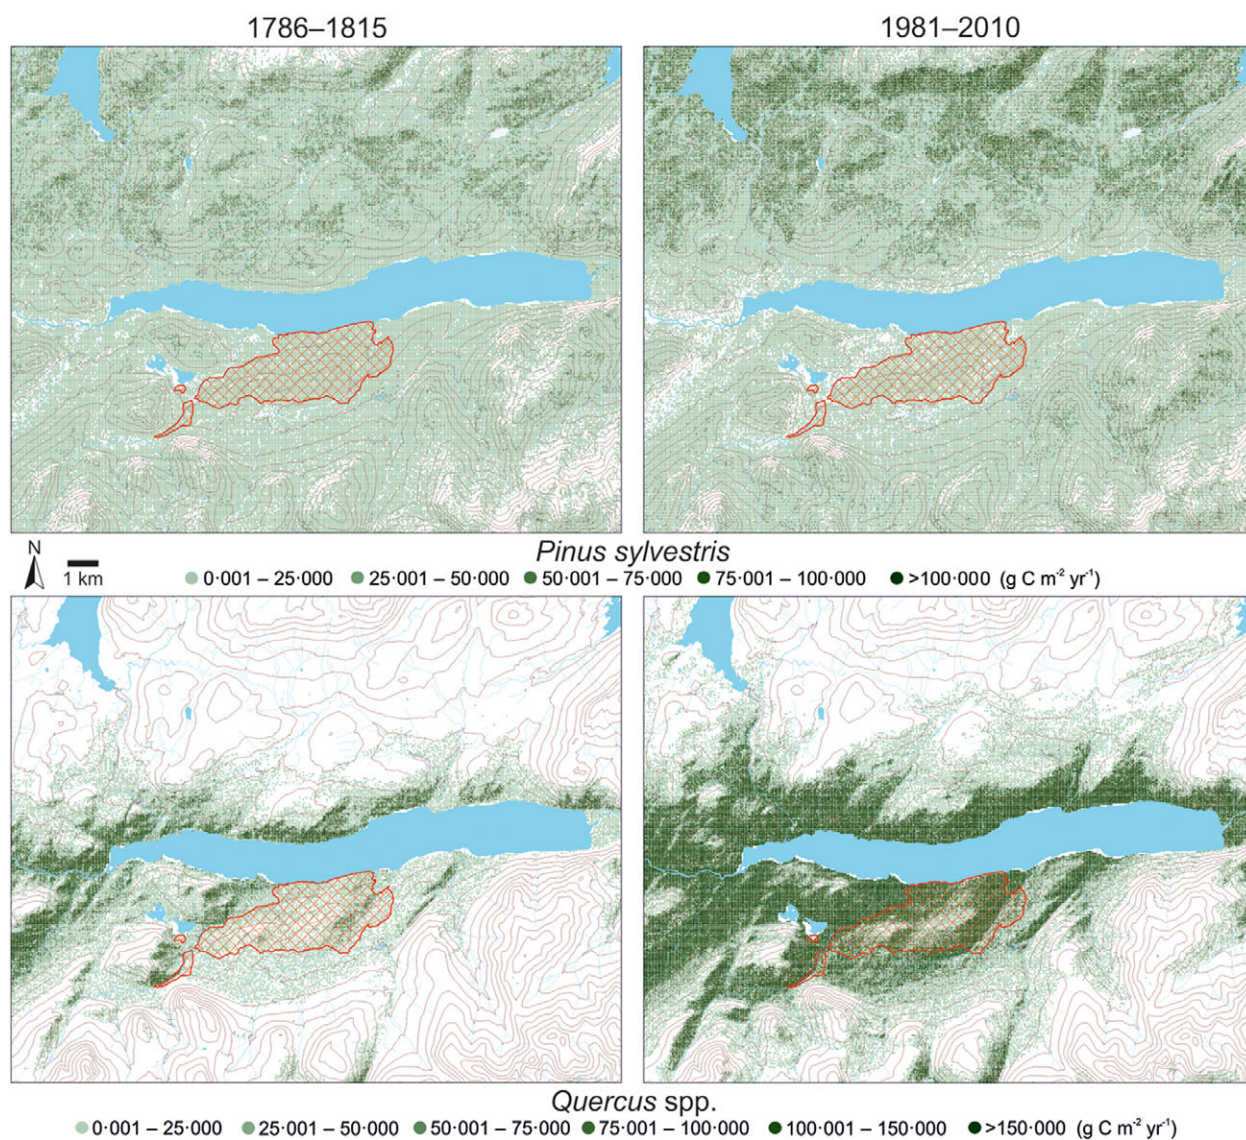 1786–1815 1981–2010
Pinus sylvestris
N
1 km
0·001 – 25·000 25·001 – 50·000 50·001 – 75·000 75·001 – 100·000 >100·000 (g C m⁻² yr⁻¹)
Quercus spp.
0·001 – 25·000 25·001 – 50·000 50·001 – 75·000 75·001 – 100·000 100·001 – 150·000 >150·000 (g C m⁻² yr⁻¹)